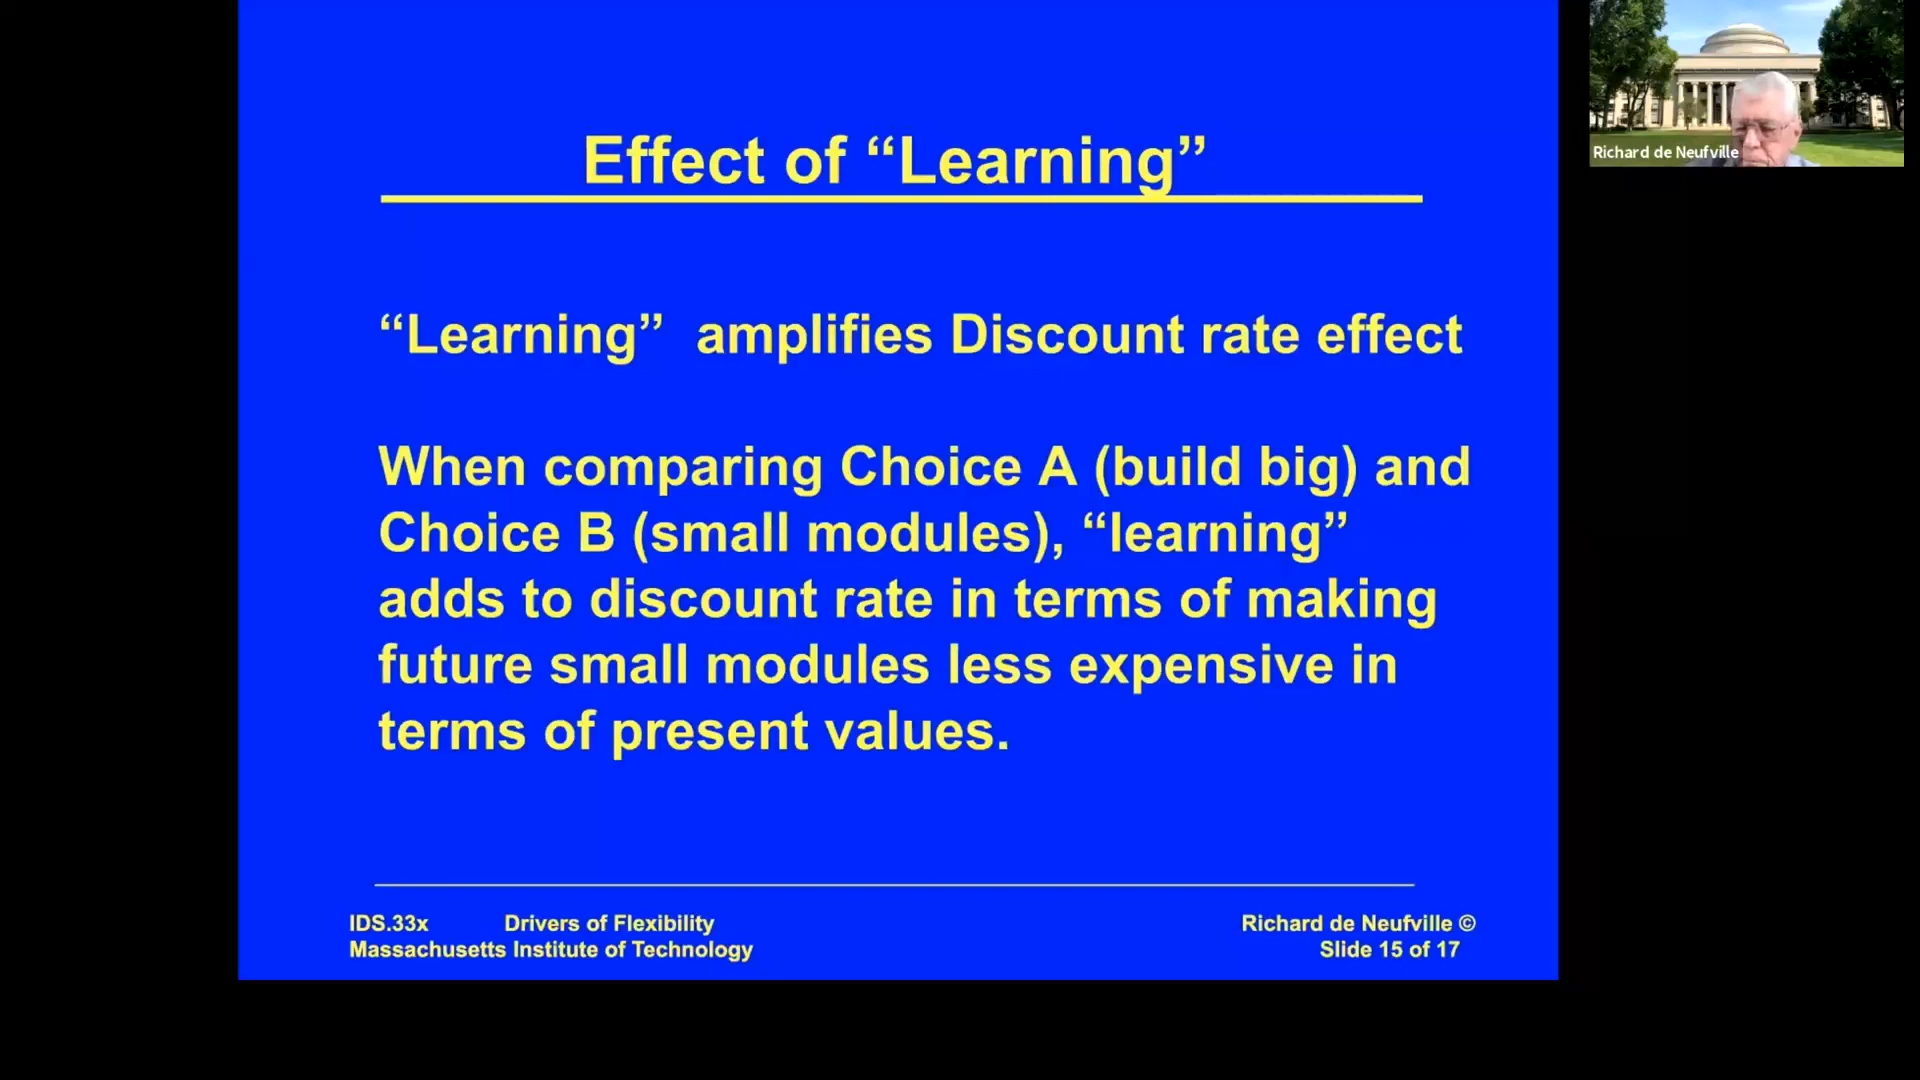 Effect of “Learning”
“Learning” amplifies Discount rate effect
When comparing Choice A (build big) and
Choice B (small modules), “learning”
adds to discount rate in terms of making
future small modules less expensive in
terms of present values.
IDS.33x Drivers of Flexibility
Massachusetts Institute of Technology
Richard de Neufville ©
Slide 15 of 17
Richard de Neufville